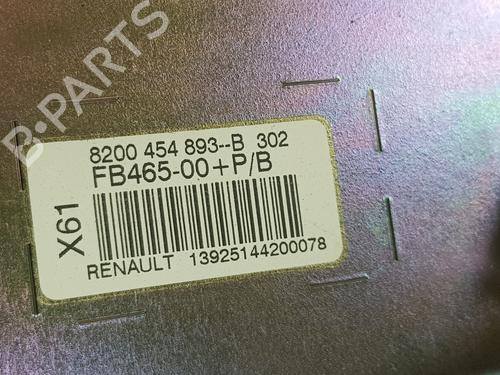 B-PARTS
8200 454 893--B 302
FB465-00+P/B
X61
RENAULT 13925144200078